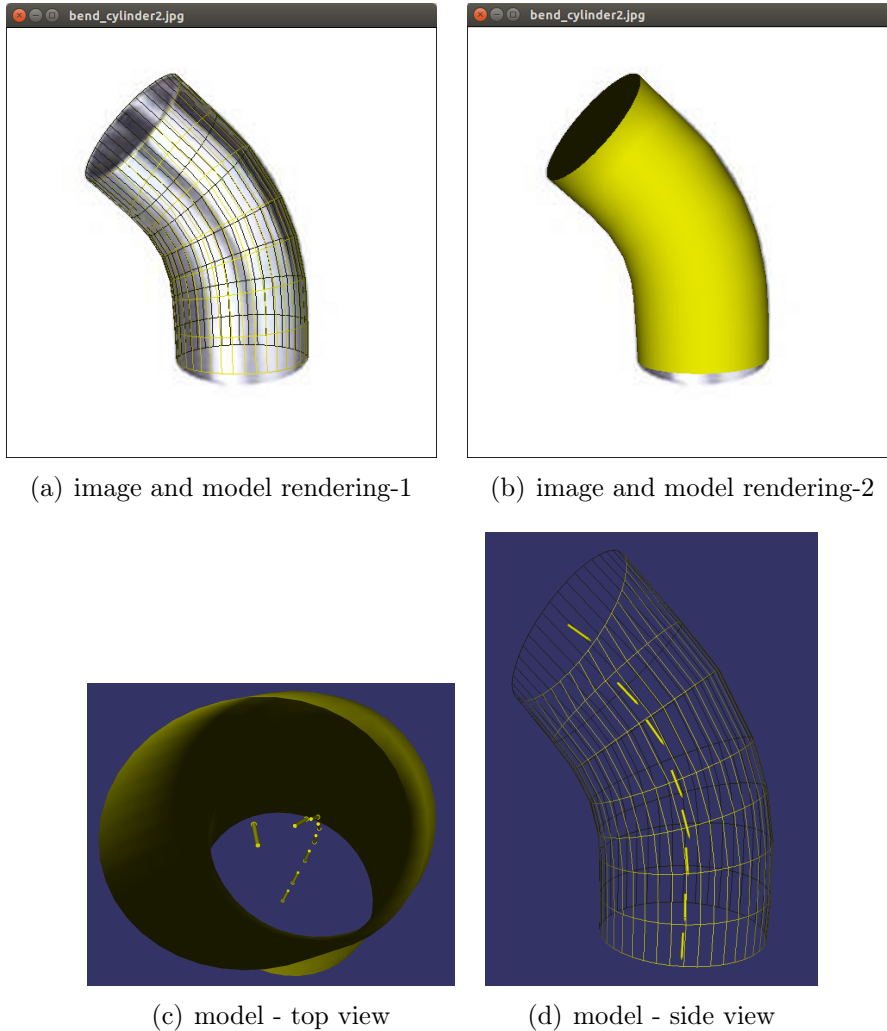 bend_cylinder2.jpg
bend_cylinder2.jpg
(a) image and model rendering-1
(b) image and model rendering-2
(c) model - top view
(d) model - side view